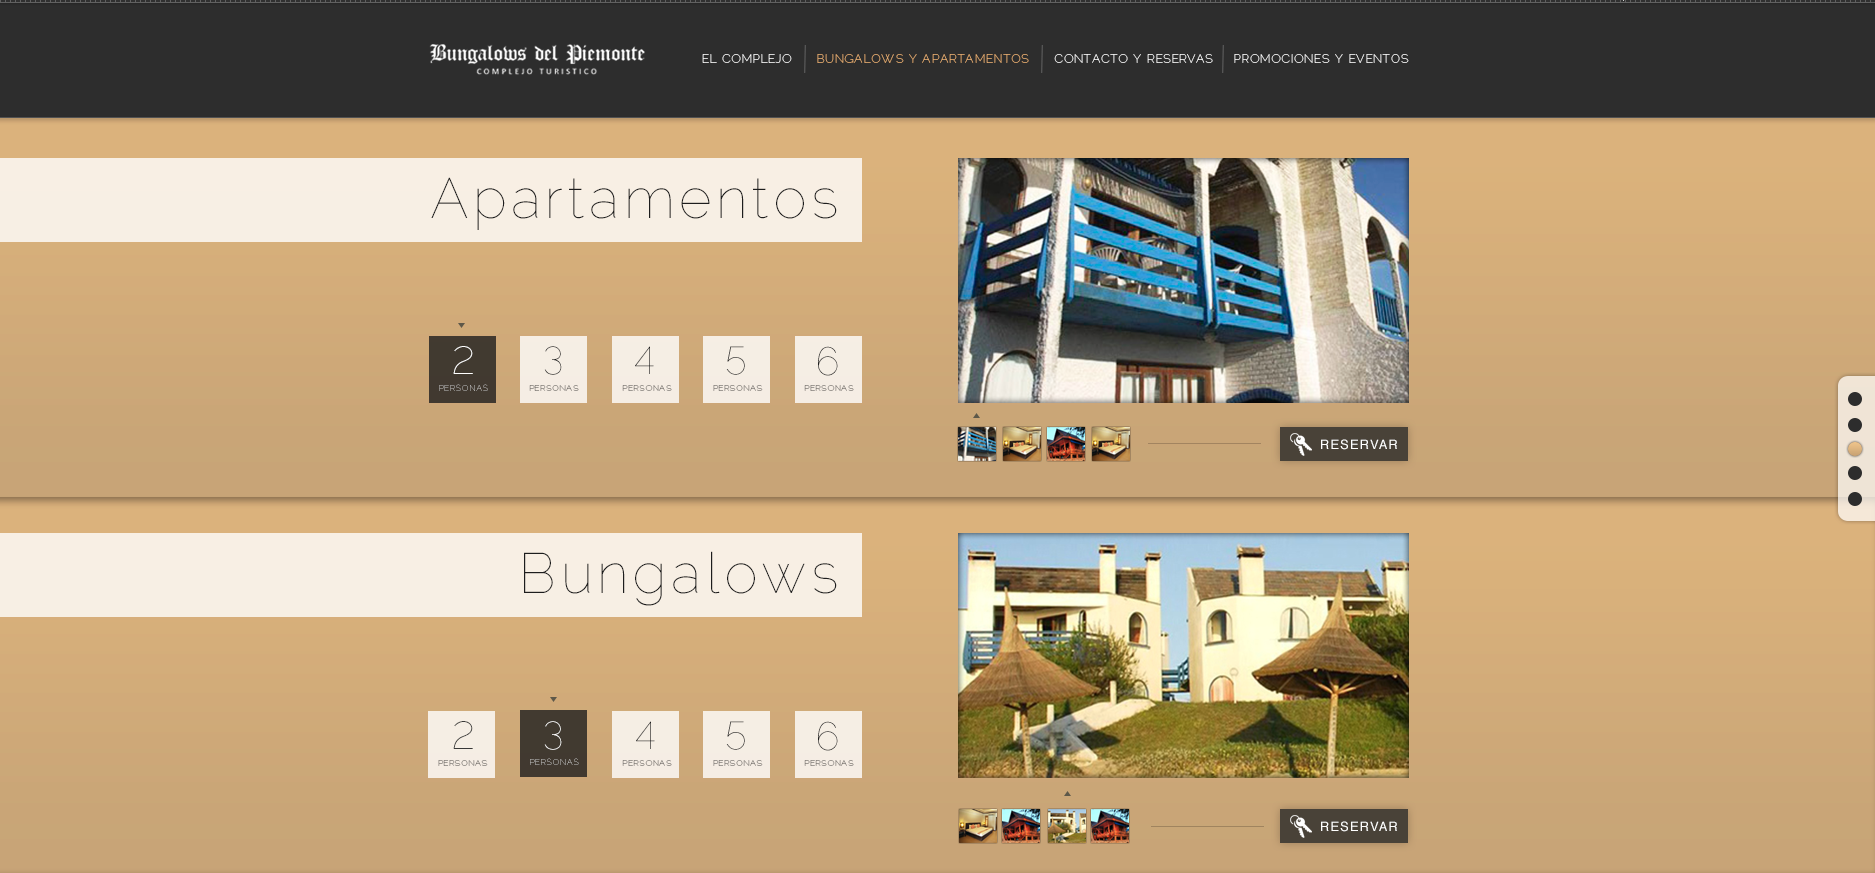 Bungalows del Piemonte
COMPLEJO TURISTICO
EL COMPLEJO
BUNGALOWS Y APARTAMENTOS
CONTACTO Y RESERVAS
PROMOCIONES Y EVENTOS
Apartamentos
2
PERSONAS
3
PERSONAS
4
PERSONAS
5
PERSONAS
6
PERSONAS
RESERVAR
Bungalows
2
PERSONAS
3
PERSONAS
4
PERSONAS
5
PERSONAS
6
PERSONAS
RESERVAR